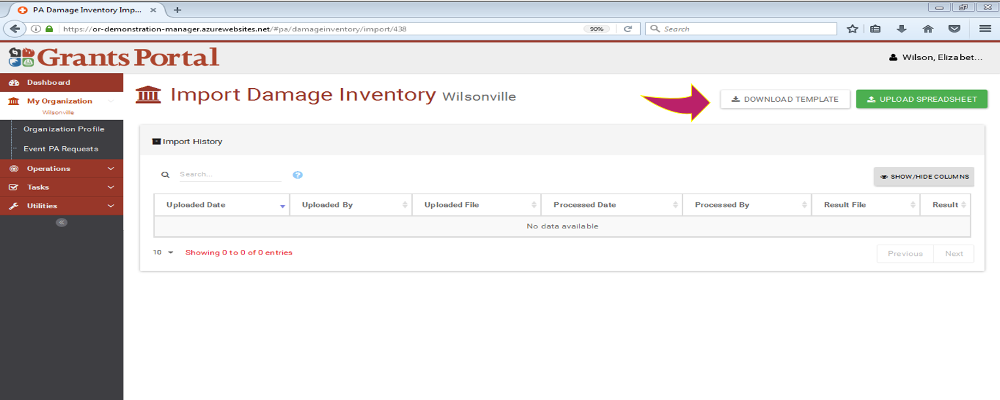 PA Damage Inventory Imp...
https://or-demonstration-manager.azurewebsites.net/#pa/damageinventory/import/438
90%
Search
Grants Portal
Wilson, Elizabet...
Dashboard
My Organization
Wilsonville
Organization Profile
Event PA Requests
Operations
Tasks
Utilities
Import Damage Inventory Wilsonville
DOWNLOAD TEMPLATE
UPLOAD SPREADSHEET
Import History
Search...
SHOW/HIDE COLUMNS
Uploaded Date Uploaded By Uploaded File Processed Date Processed By Result File Result
No data available
10 Showing 0 to 0 of 0 entries
Previous Next